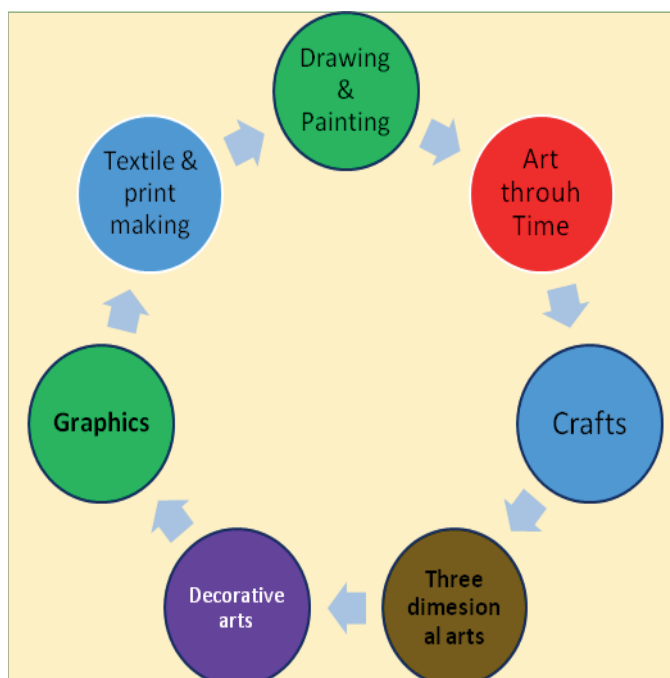 Drawing
&
Painting
Art
throuh
Time
Crafts
Three
dimesion
al arts
Decorative
arts
Graphics
Textile &
print
making